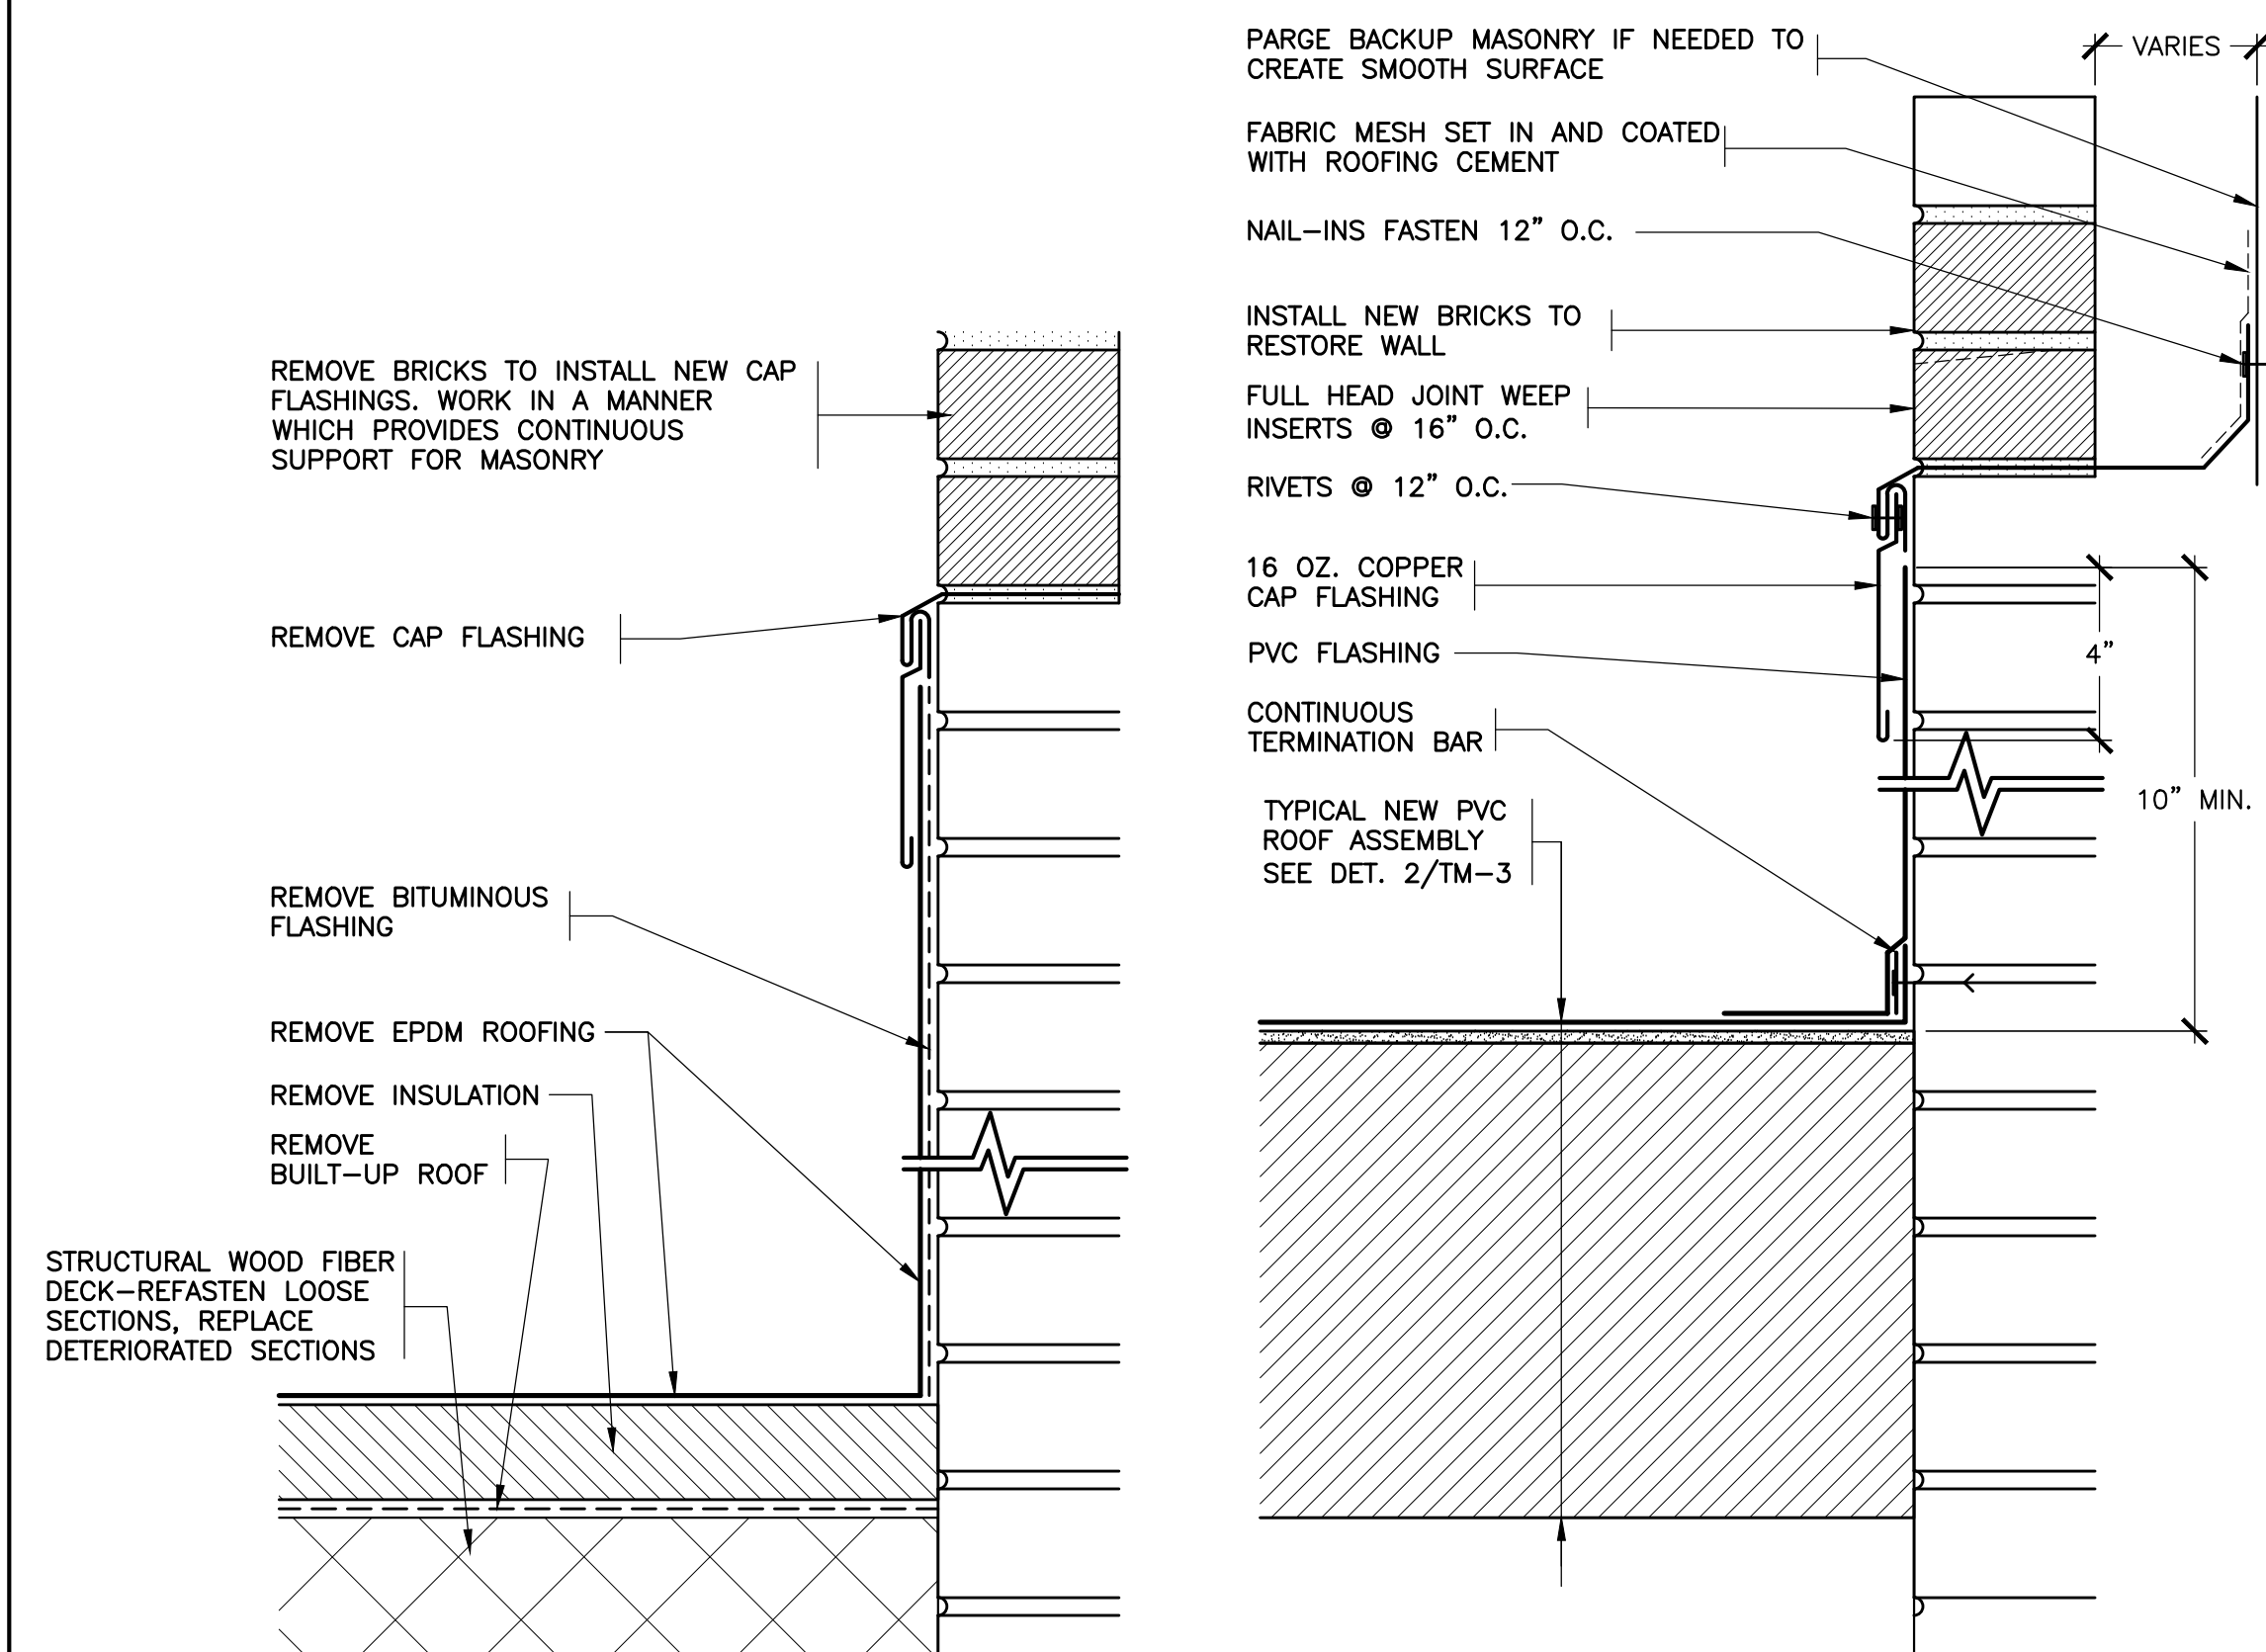 REMOVE BRICKS TO INSTALL NEW CAP
FLASHINGS. WORK IN A MANNER
WHICH PROVIDES CONTINUOUS
SUPPORT FOR MASONRY
REMOVE CAP FLASHING
REMOVE BITUMINOUS
FLASHING
REMOVE EPDM ROOFING
REMOVE INSULATION
REMOVE
BUILT-UP ROOF
STRUCTURAL WOOD FIBER
DECK-REFASTEN LOOSE
SECTIONS, REPLACE
DETERIORATED SECTIONS
PARGE BACKUP MASONRY IF NEEDED TO
CREATE SMOOTH SURFACE
VARIES
FABRIC MESH SET IN AND COATED
WITH ROOFING CEMENT
NAIL-INS FASTEN 12" O.C.
INSTALL NEW BRICKS TO
RESTORE WALL
FULL HEAD JOINT WEEP
INSERTS @ 16" O.C.
RIVETS @ 12" O.C.
16 OZ. COPPER
CAP FLASHING
PVC FLASHING
4"
CONTINUOUS
TERMINATION BAR
10" MIN.
TYPICAL NEW PVC
ROOF ASSEMBLY
SEE DET. 2/TM-3